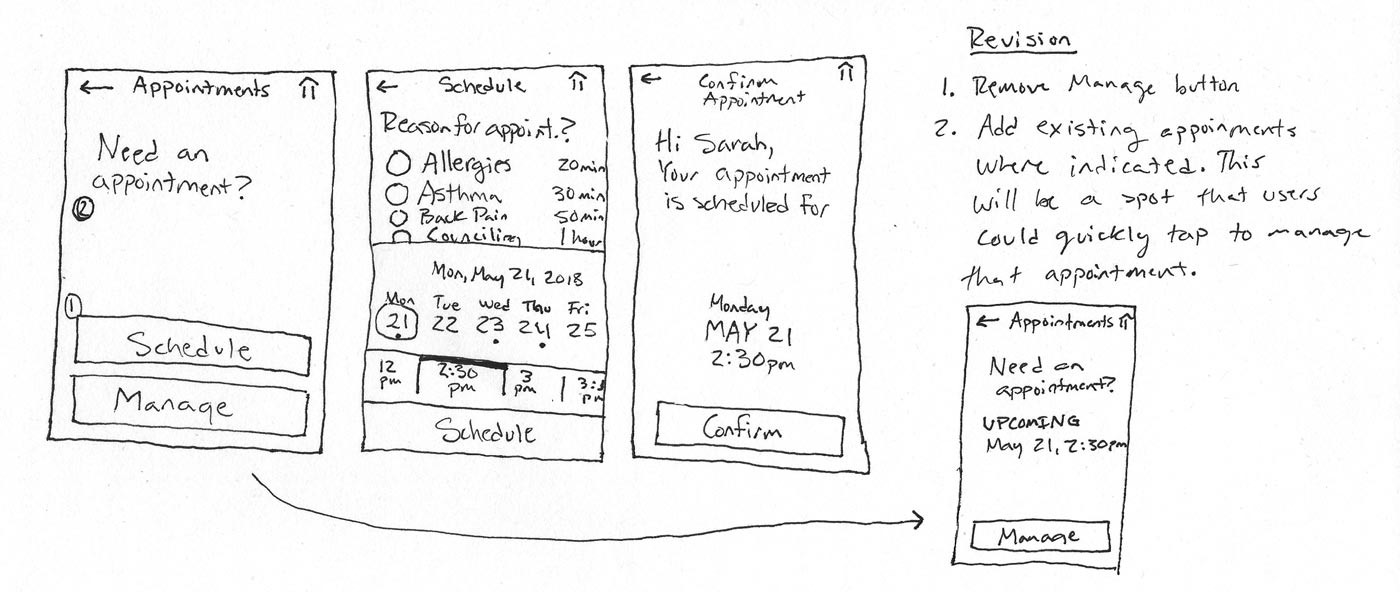 ← Appointments
Need an
appointment?
2
1
Schedule
Manage
← Schedule
Reason for appoint.?
Allergies 20min
Asthma 30min
Back Pain 50min
Counciling 1 hour
Mon, May 21, 2018
Mon Tue Wed Thu Fri
21 22 23 24 25
12 pm 2:30 pm 3 pm 3:3 pm
Schedule
← Confirm
Appointment
Hi Sarah,
Your appointment
is scheduled for
Monday
MAY 21
2:30pm
Confirm
Revision
1. Remove Manage button
2. Add existing appoinments
where indicated. This
will be a spot that users
could quickly tap to manage
that appointment.
← Appointments
Need an
appointment?
UPCOMING
May 21, 2:30pm
Manage